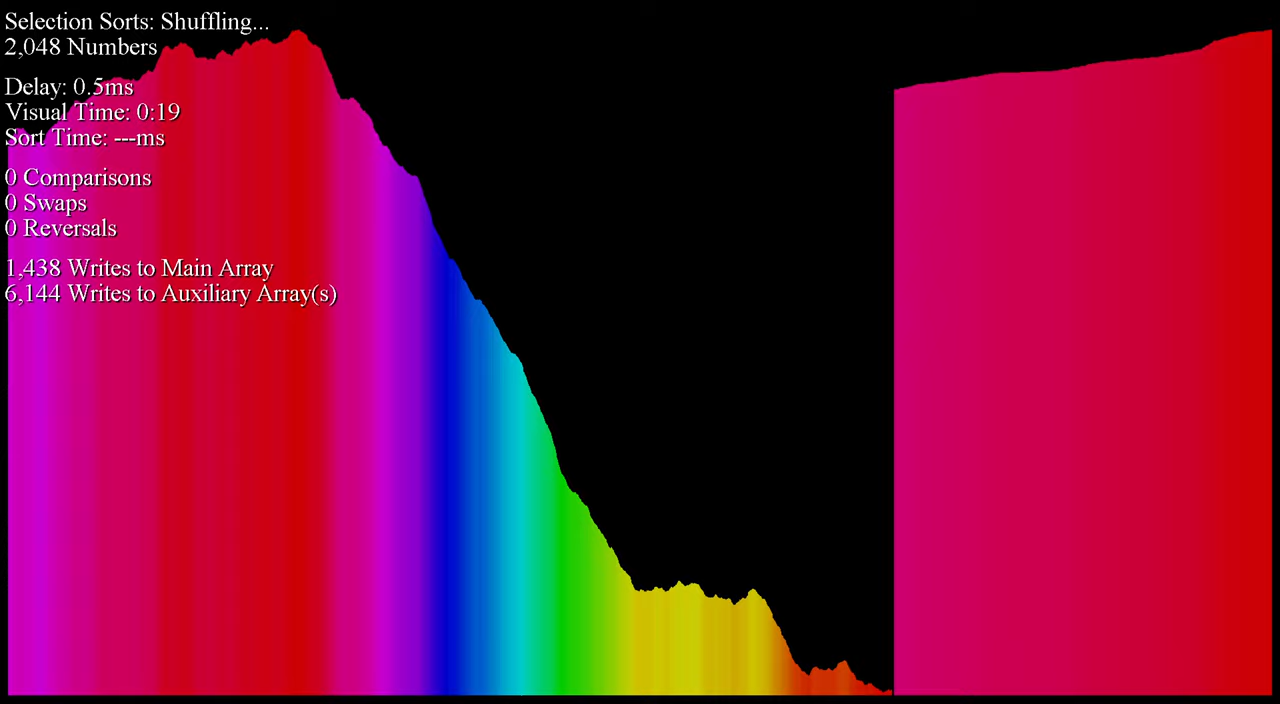 Selection Sorts: Shuffling...
2,048 Numbers
Delay: 0.5ms
Visual Time: 0:19
Sort Time: ---ms
0 Comparisons
0 Swaps
0 Reversals
1,438 Writes to Main Array
6,144 Writes to Auxiliary Array(s)